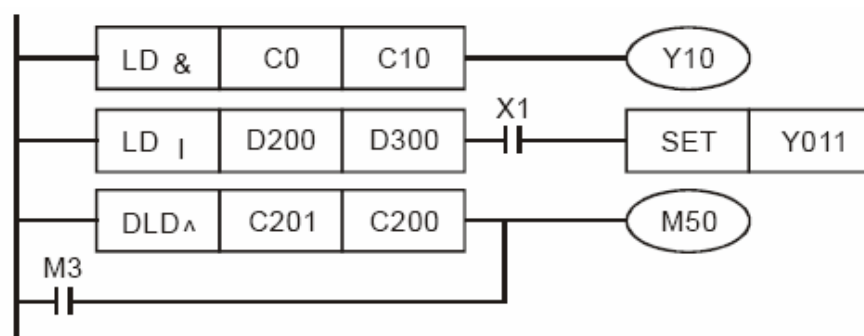 LD & C0 C10 Y10
X1
LD | D200 D300 SET Y011
DLD^ C201 C200 M50
M3